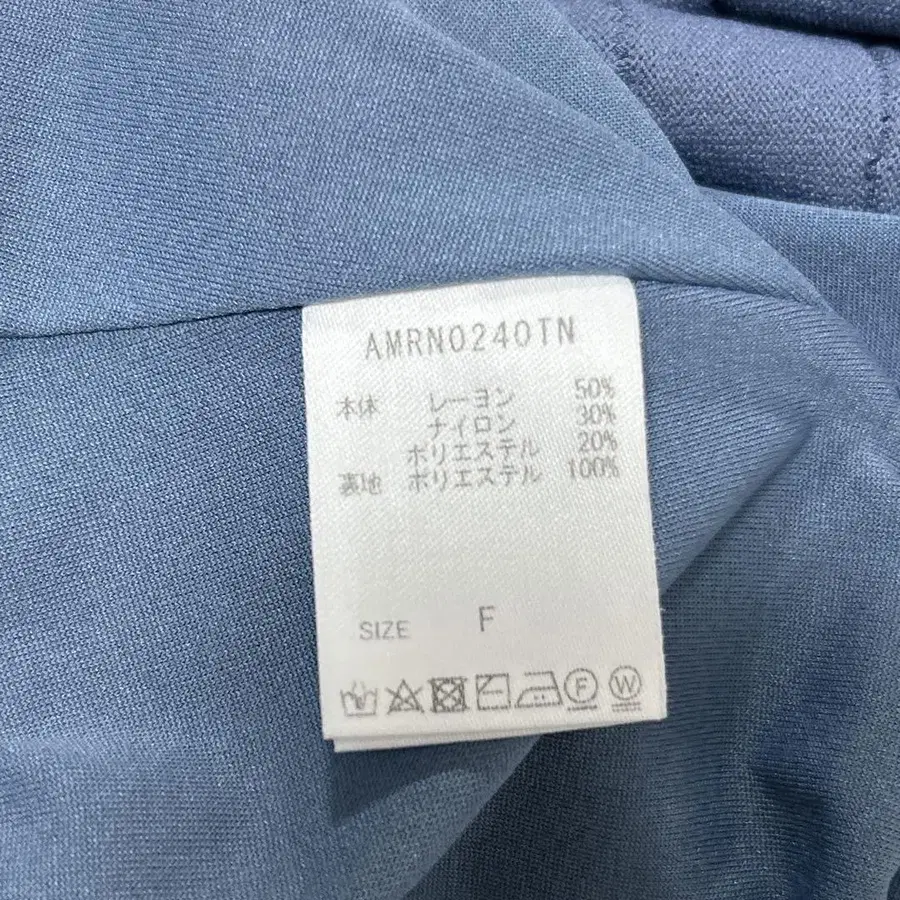 AMRN0240TN
本体 レーヨン 50%
ナイロン 30%
ポリエステル 20%
裏地 ポリエステル 100%
SIZE F
F W